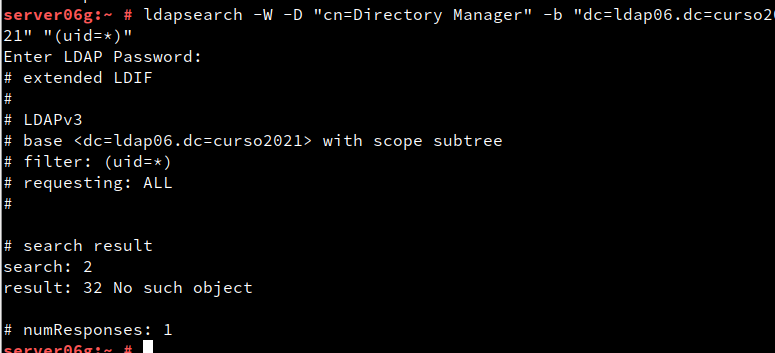 server06g:~ # ldapsearch -W -D "cn=Directory Manager" -b "dc=ldap06.dc=curso20
21" "(uid=*)"
Enter LDAP Password:
# extended LDIF
#
# LDAPv3
# base <dc=ldap06.dc=curso2021> with scope subtree
# filter: (uid=*)
# requesting: ALL
#
# search result
search: 2
result: 32 No such object
# numResponses: 1
server06g:~ #